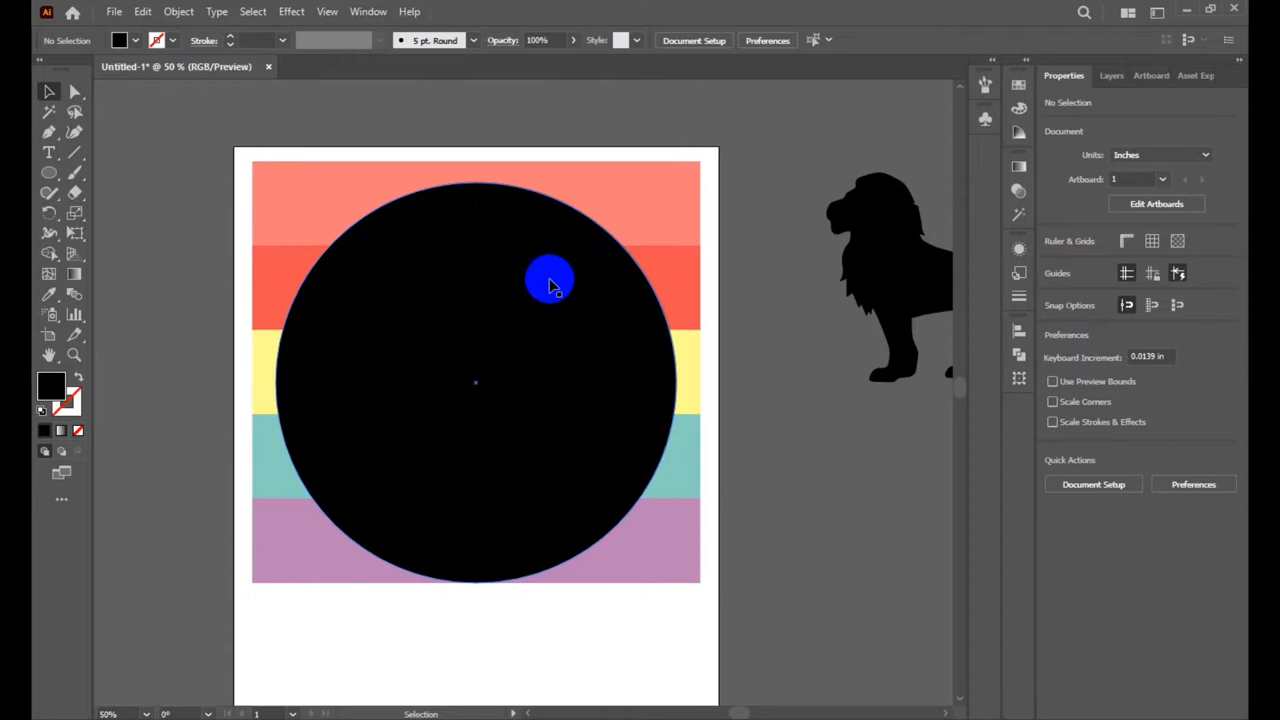 Ai File Edit Object Type Select Effect View Window Help
No Selection Stroke: 5 pt. Round Opacity: 100% Style: Document Setup Preferences
Untitled-1* @ 50 % (RGB/Preview) ×
Properties Layers Artboard Asset Exp
No Selection
Document
Units: Inches
Artboard: 1
Edit Artboards
Ruler & Grids
Guides
Snap Options
Preferences
Keyboard Increment: 0.0139 in
Use Preview Bounds
Scale Corners
Scale Strokes & Effects
Quick Actions
Document Setup Preferences
50% 0° 1 Selection